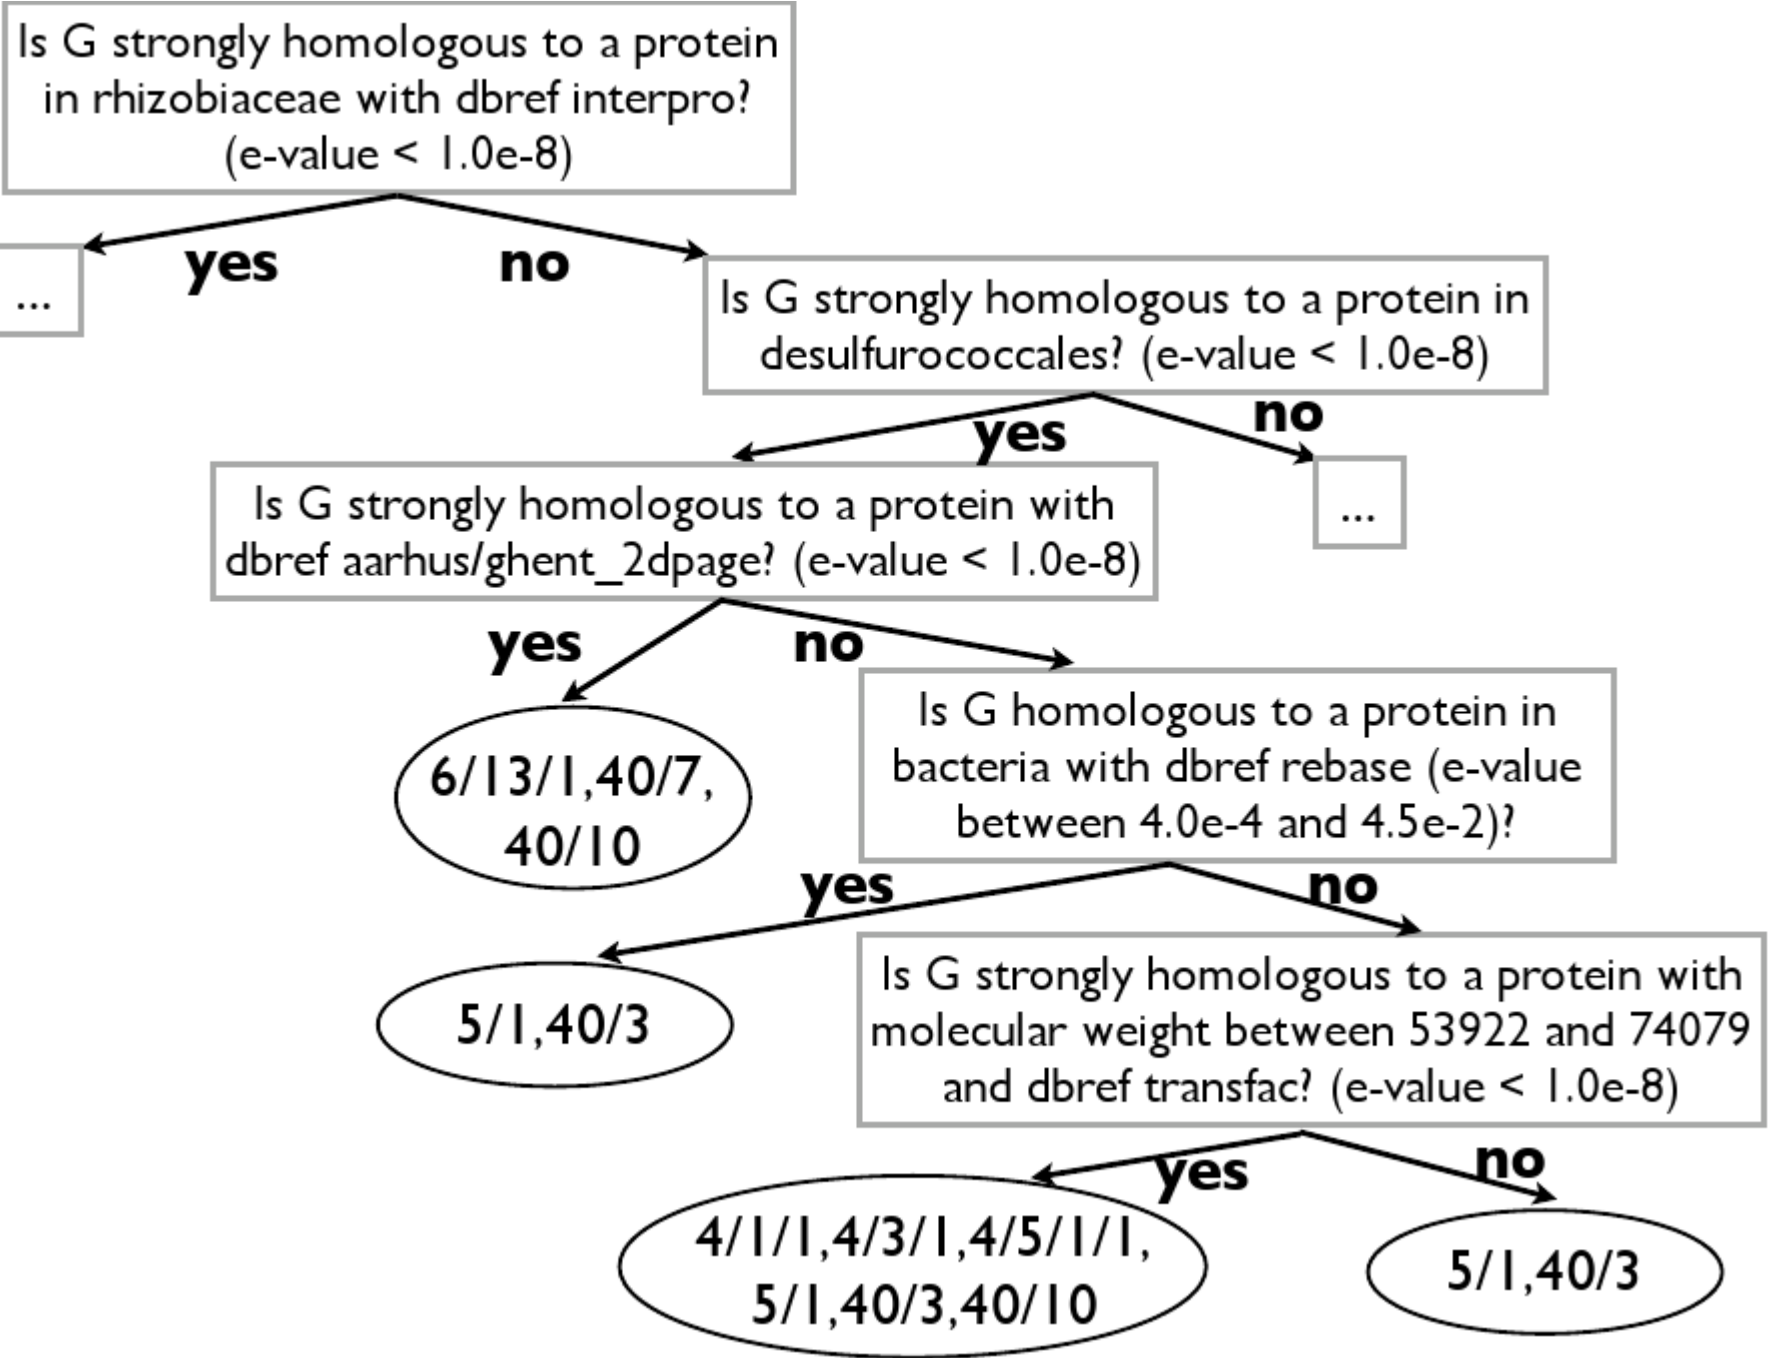 Is G strongly homologous to a protein
in rhizobiaceae with dbref interpro?
(e-value < 1.0e-8)
yes
no
...
Is G strongly homologous to a protein in
desulfurococcales? (e-value < 1.0e-8)
yes
no
...
Is G strongly homologous to a protein with
dbref aarhus/ghent_2dpage? (e-value < 1.0e-8)
yes
no
6/13/1,40/7,
40/10
Is G homologous to a protein in
bacteria with dbref rebase (e-value
between 4.0e-4 and 4.5e-2)?
yes
no
5/1,40/3
Is G strongly homologous to a protein with
molecular weight between 53922 and 74079
and dbref transfac? (e-value < 1.0e-8)
yes
no
4/1/1,4/3/1,4/5/1/1,
5/1,40/3,40/10
5/1,40/3